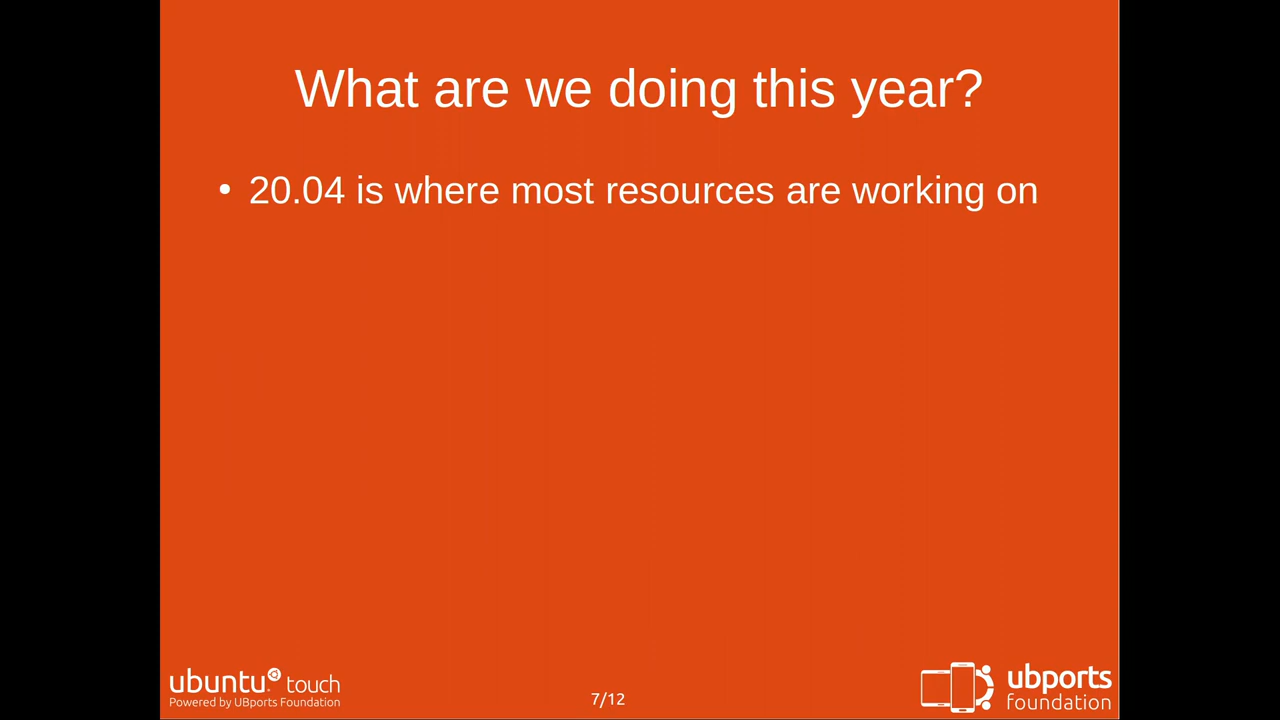 What are we doing this year?
• 20.04 is where most resources are working on
ubuntu touch
Powered by UBports Foundation
7/12
ubports
foundation